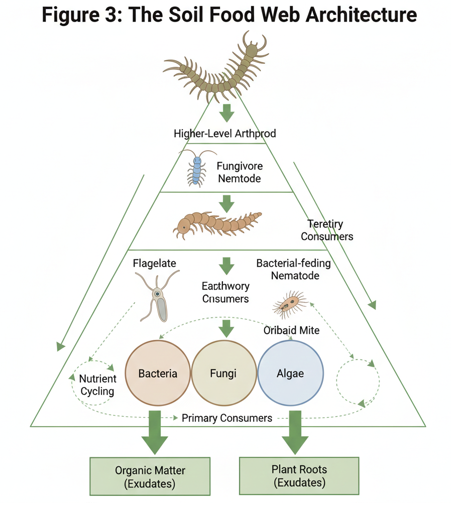 Figure 3: The Soil Food Web Architecture
Higher-Level Arthprod
Fungivore
Nemtode
Teretiry
Consumers
Flagelate
Bacterial-feding
Nematode
Eathwory
Cnsumers
Oribaid Mite
Bacteria
Fungi
Algae
Nutrient
Cycling
Primary Consumers
Organic Matter
(Exudates)
Plant Roots
(Exudates)